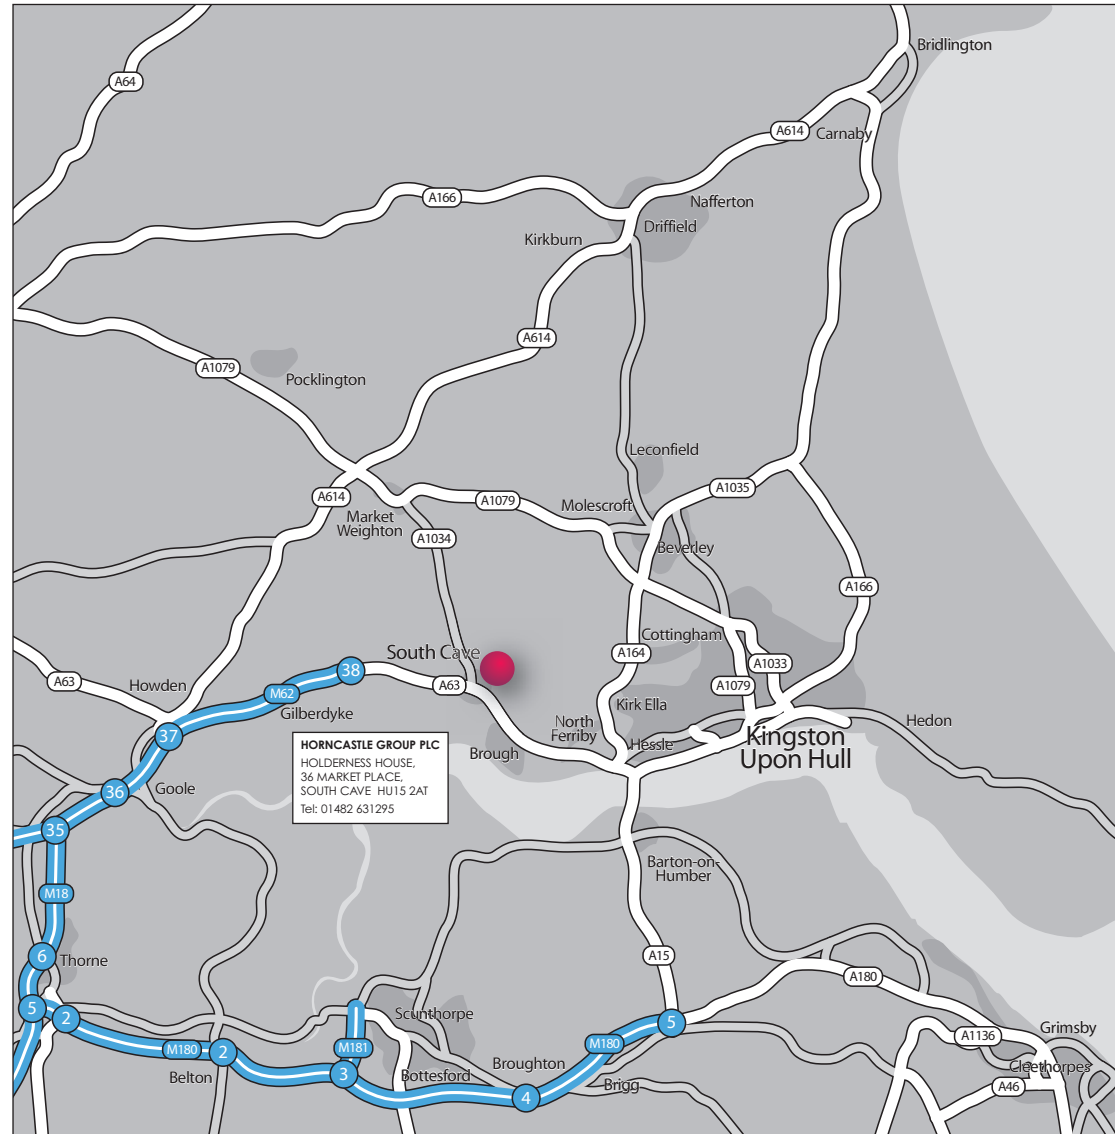 Bridlington
A64
A614
Carnaby
A166
Nafferton
Driffield
Kirkburn
A614
A1079
Pocklington
Leconfield
A1035
A614
A1079
Molescroft
Market
Weighton
A1034
Beverley
A166
Cottingham
South Cave
A164
A1033
38
A63
Howden
M62
A63
A1079
Gilberdyke
Kirk Ella
North
Ferriby
Hedon
37
Hessle
Kingston
Upon Hull
Brough
HORNCASTLE GROUP PLC
HOLDERNESS HOUSE,
36 MARKET PLACE,
SOUTH CAVE HU15 2AT
Tel: 01482 631295
36
Goole
35
Barton-on-
Humber
M18
6
Thorne
A15
A180
5
2
Scunthorpe
5
Grimsby
A1136
M180
2
M181
M180
Broughton
Cleethorpes
Belton
3
Bottesford
Brigg
A46
4